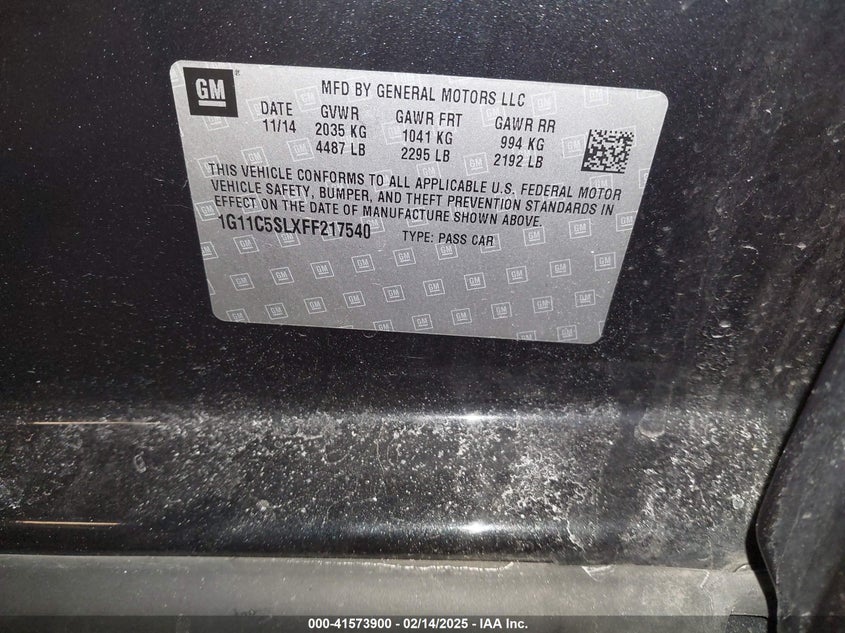 GM
MFD BY GENERAL MOTORS LLC
DATE GVWR GAWR FRT GAWR RR
11/14 2035 KG 1041 KG 994 KG
4487 LB 2295 LB 2192 LB
THIS VEHICLE CONFORMS TO ALL APPLICABLE U.S. FEDERAL MOTOR
VEHICLE SAFETY, BUMPER, AND THEFT PREVENTION STANDARDS IN
EFFECT ON THE DATE OF MANUFACTURE SHOWN ABOVE.
1G11C5SLXFF217540 TYPE: PASS CAR
000-41573900 - 02/14/2025 - IAA Inc.